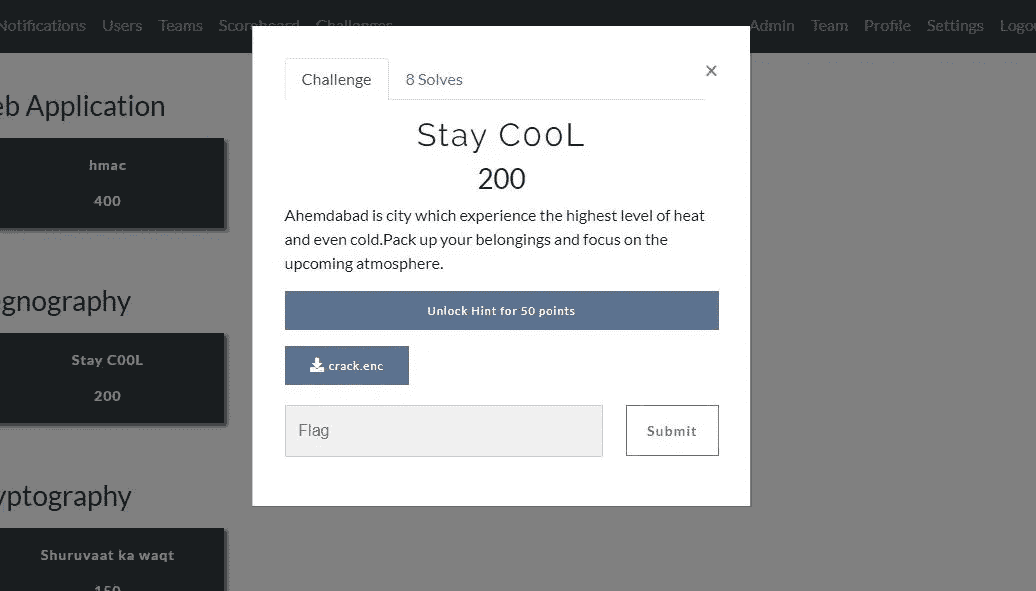 Notifications Users Teams Scoreboard Challenges Admin Team Profile Settings Logou
Challenge 8 Solves ×
eb Application
Stay C00L
hmac
200
400
Ahemdabad is city which experience the highest level of heat
and even cold.Pack up your belongings and focus on the
upcoming atmosphere.
egnography
Unlock Hint for 50 points
Stay C00L
crack.enc
200
Flag Submit
yptography
Shuruvaat ka waqt
150